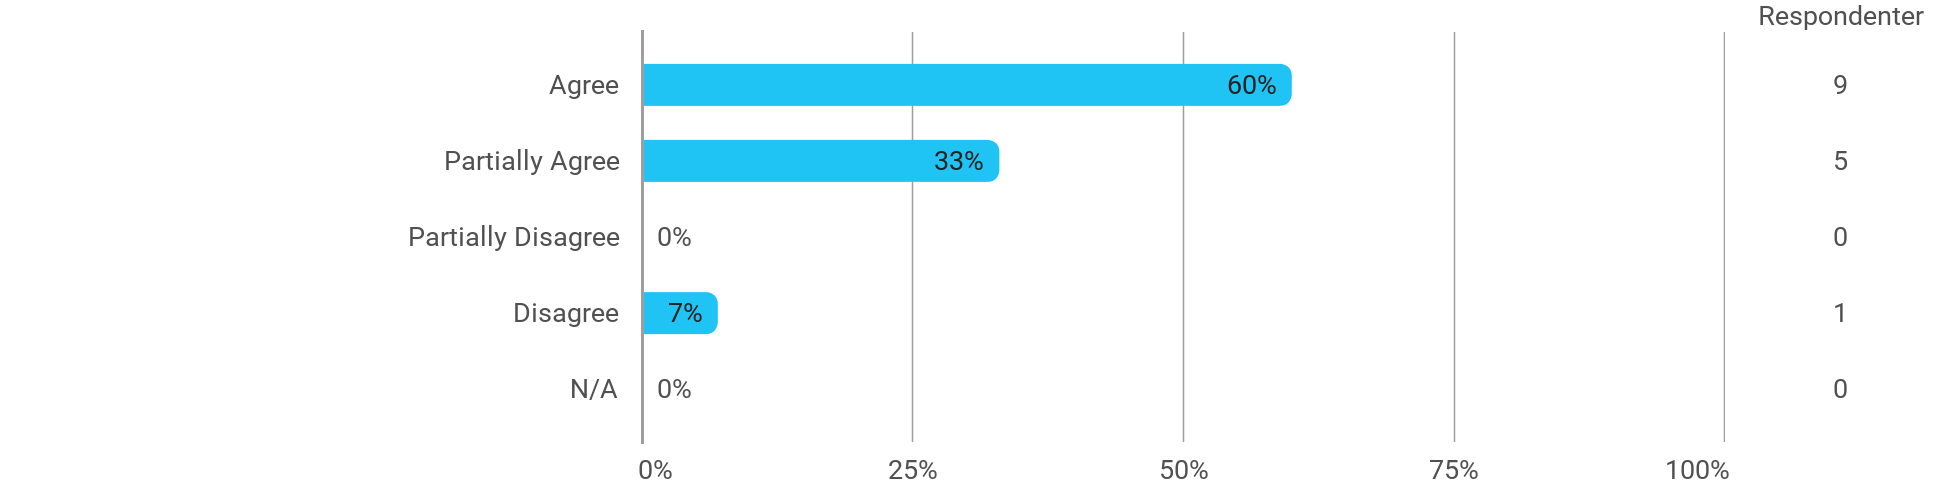 Respondenter
Agree 60% 9
Partially Agree 33% 5
Partially Disagree 0% 0
Disagree 7% 1
N/A 0% 0
0% 25% 50% 75% 100%